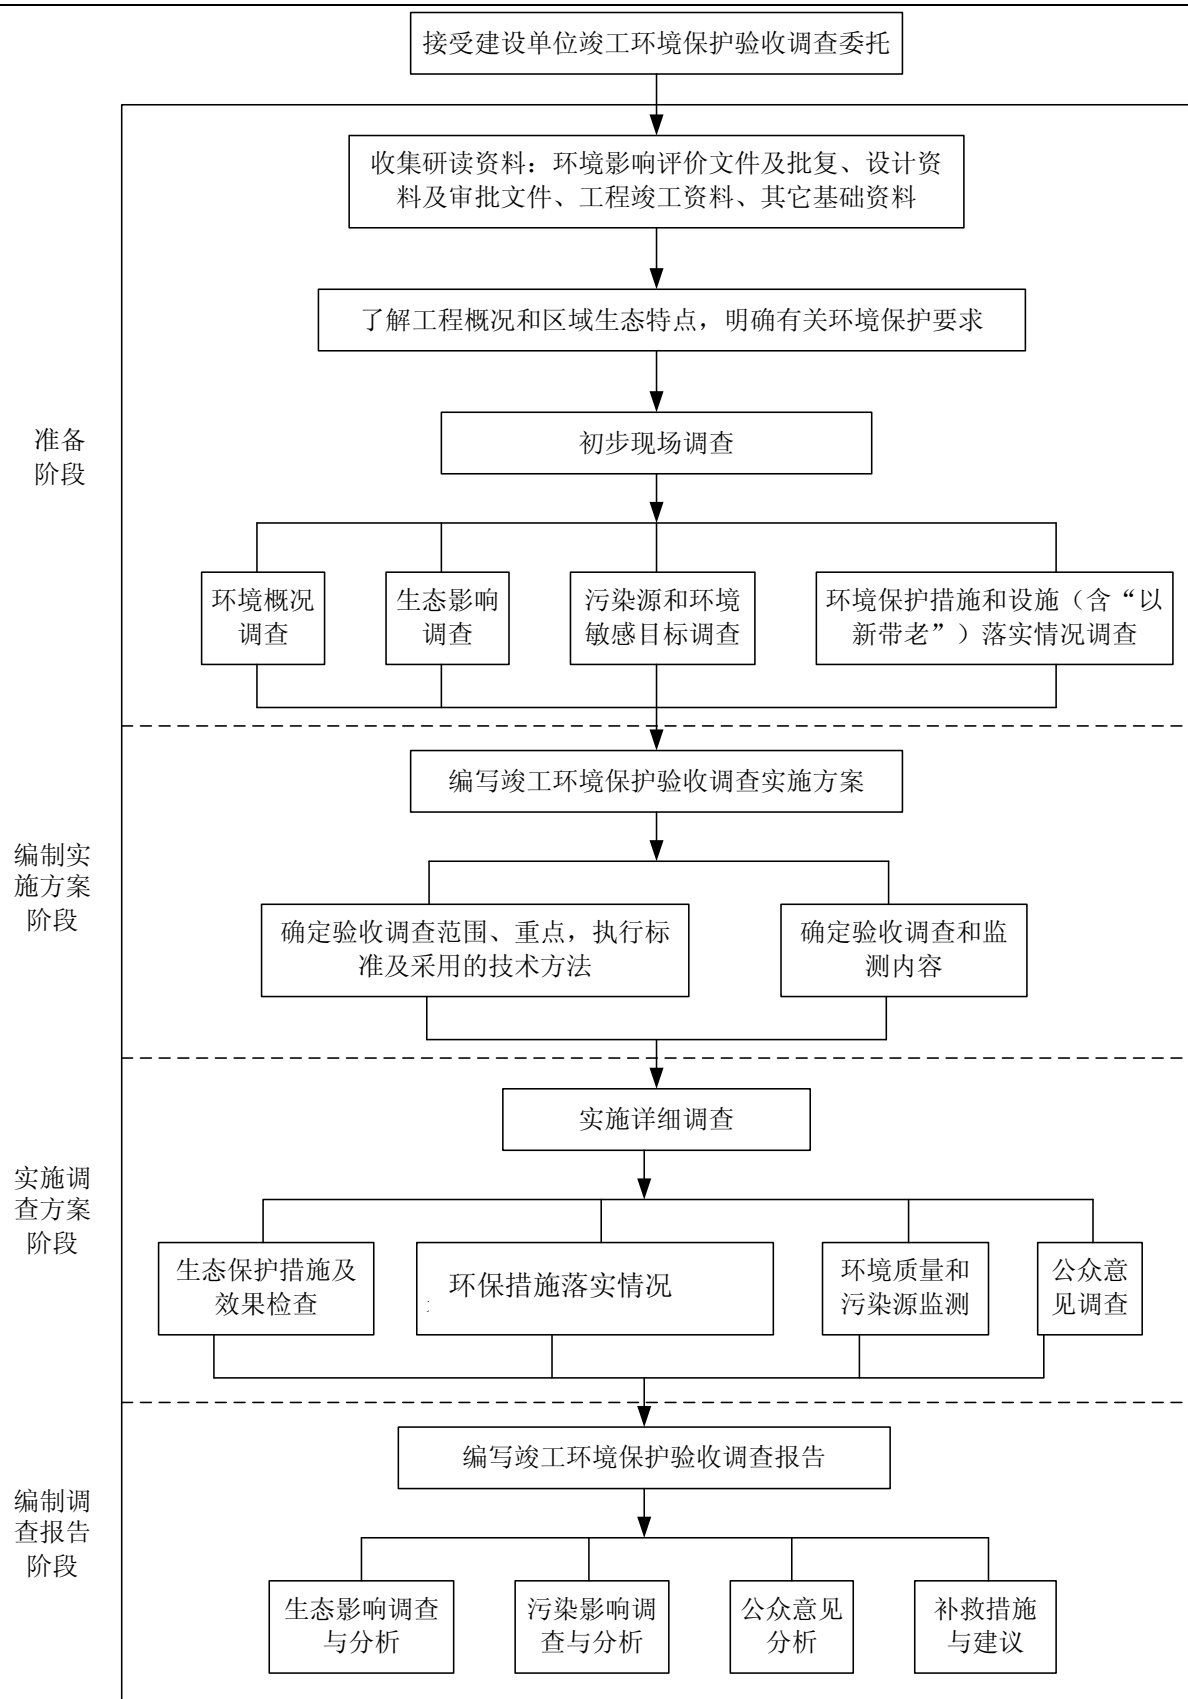 接受建设单位竣工环境保护验收调查委托
收集研读资料：环境影响评价文件及批复、设计资
料及审批文件、工程竣工资料、其它基础资料
了解工程概况和区域生态特点，明确有关环境保护要求
准备
阶段
初步现场调查
环境概况
调查
生态影响
调查
污染源和环境
敏感目标调查
环境保护措施和设施（含“以
新带老”）落实情况调查
编写竣工环境保护验收调查实施方案
编制实
施方案
阶段
确定验收调查范围、重点，执行标
准及采用的技术方法
确定验收调查和监
测内容
实施详细调查
实施调
查方案
阶段
生态保护措施及
效果检查
环保措施落实情况
环境质量和
污染源监测
公众意
见调查
编写竣工环境保护验收调查报告
编制调
查报告
阶段
生态影响调查
与分析
污染影响调
查与分析
公众意见
分析
补救措施
与建议